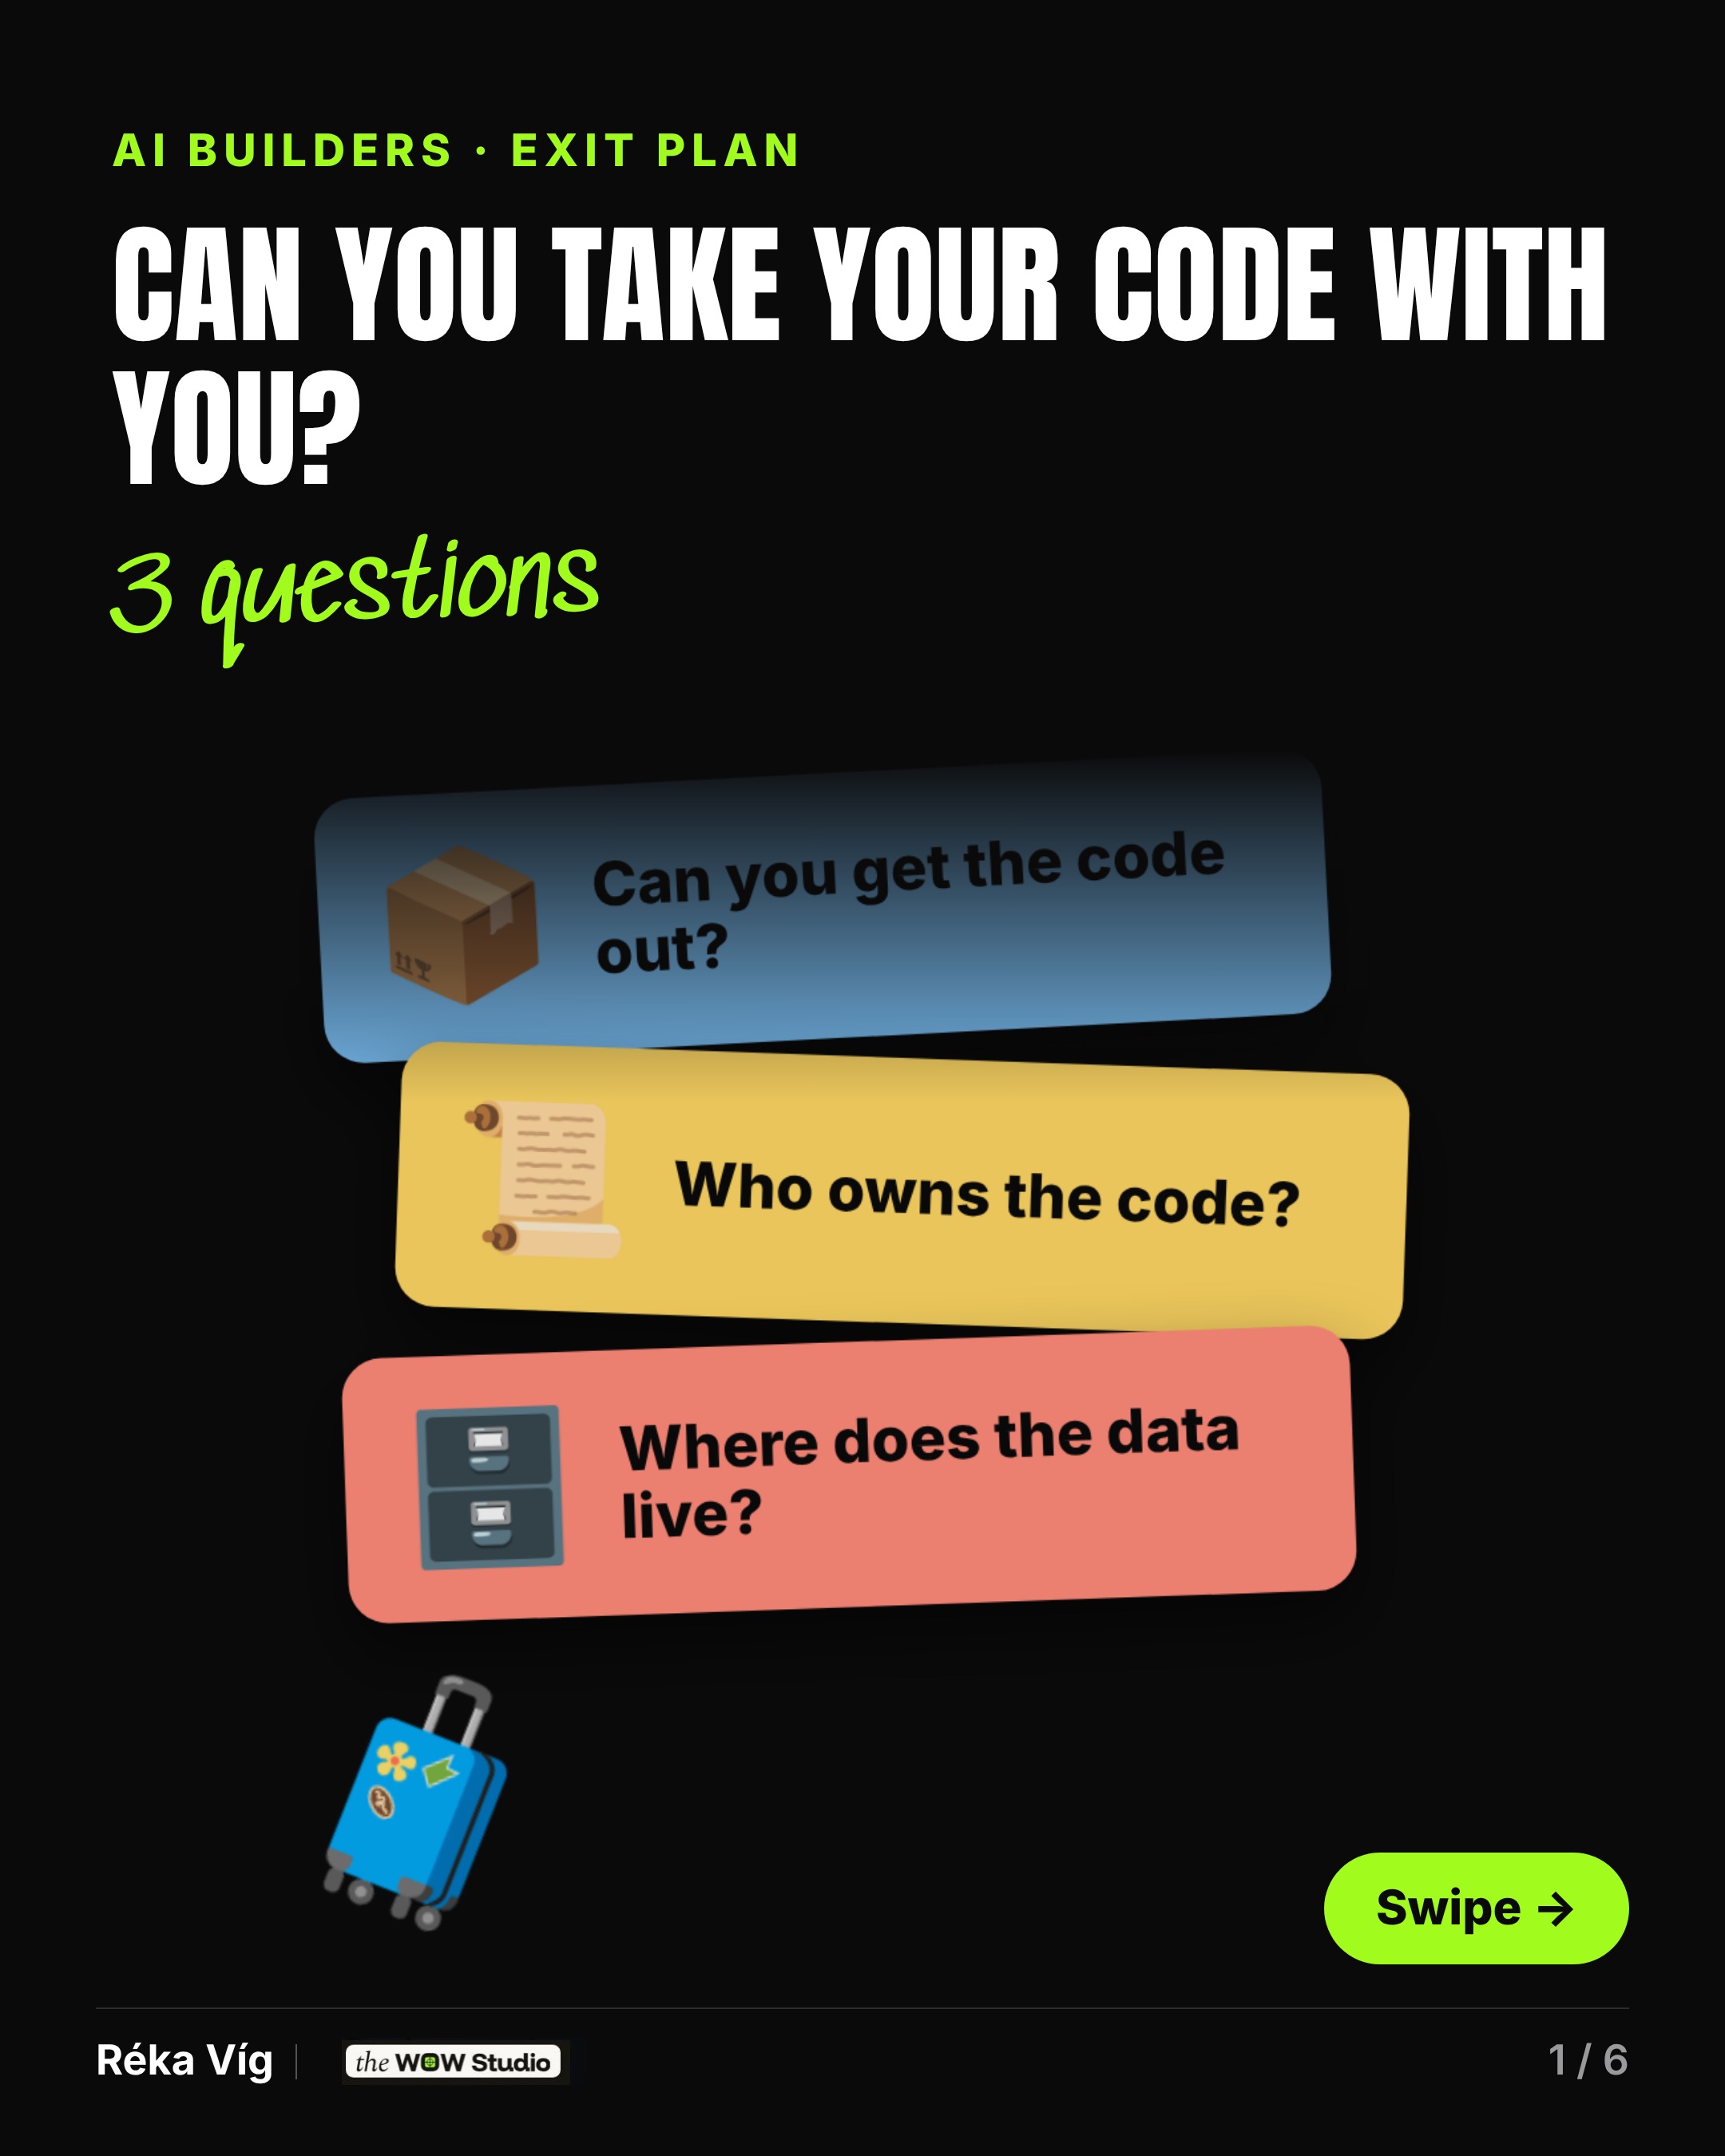 AI BUILDERS · EXIT PLAN
CAN YOU TAKE YOUR CODE WITH
YOU?
3 questions
Can you get the code
out?
Who owns the code?
Where does the data
live?
Swipe →
Réka Víg
the WOW Studio
1 / 6